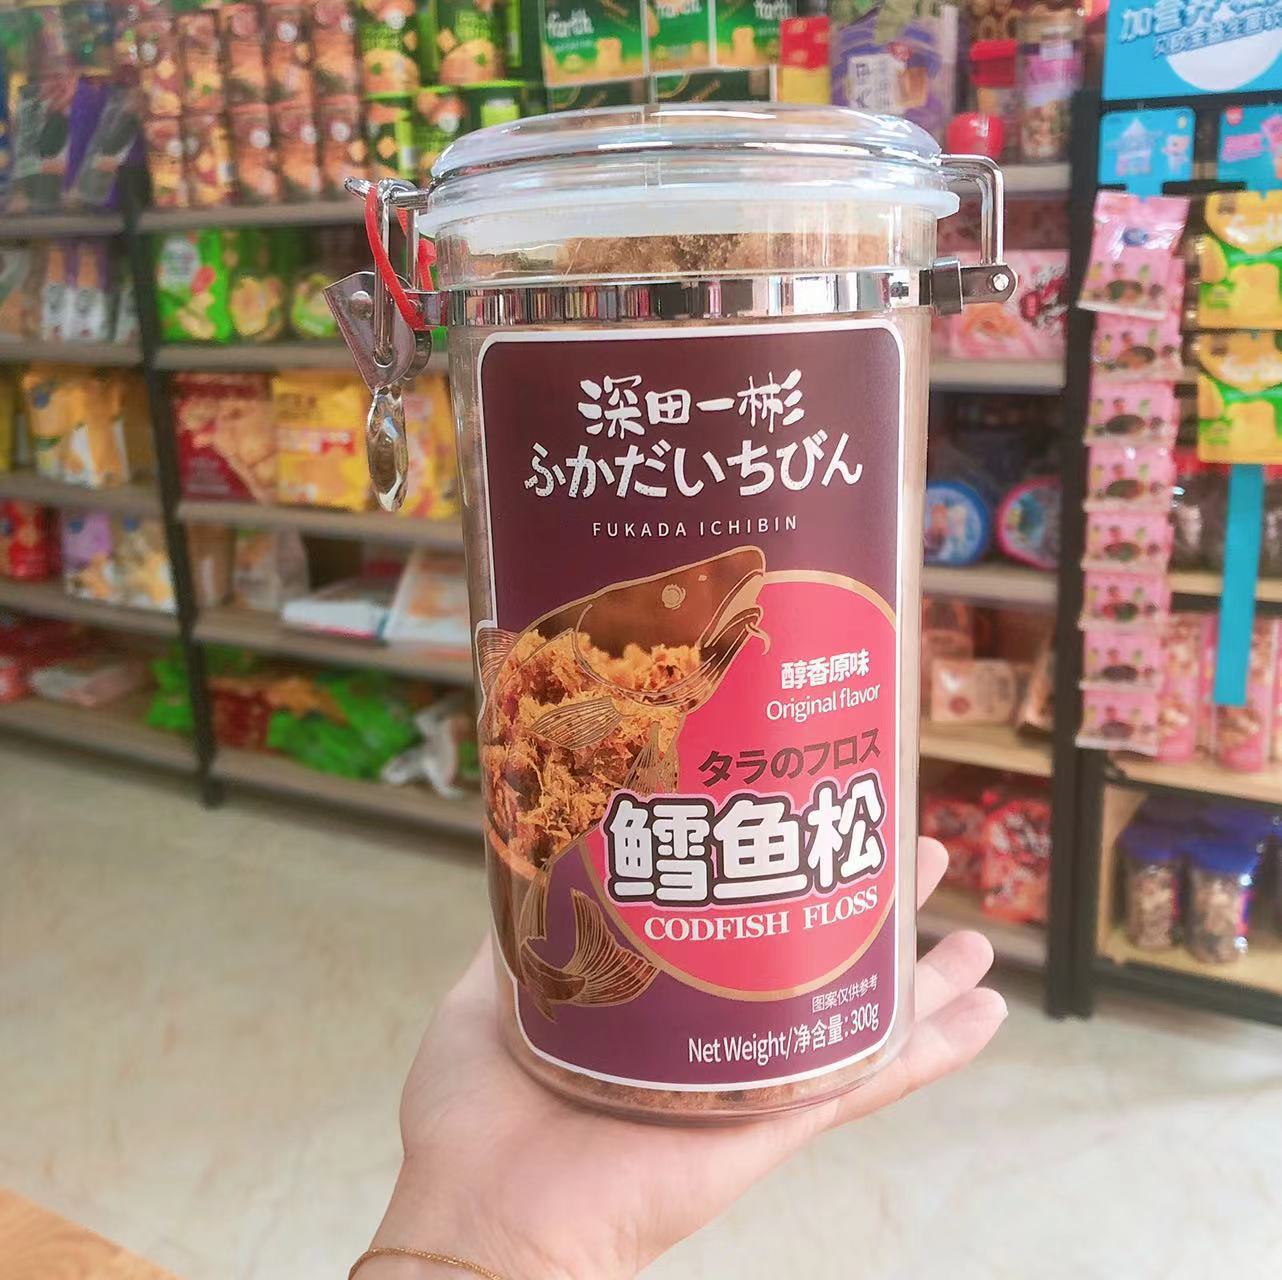 深田一彬
ふかだいちびん
FUKADA ICHIBIN
醇香原味
Original flavor
タラのフロス
鳕鱼松
CODFISH FLOSS
图案仅供参考
Net Weight/净含量:300g